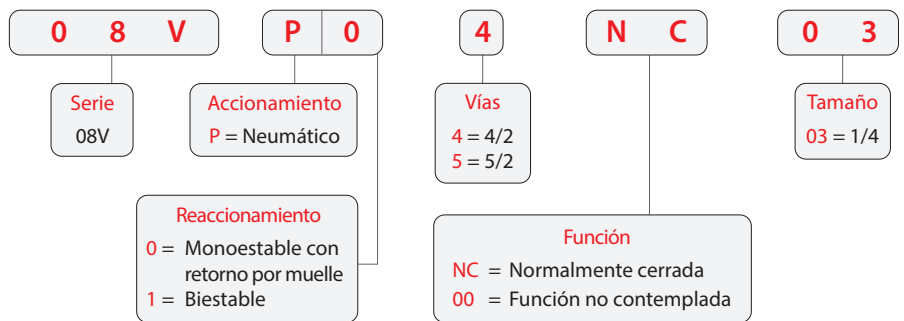 0 8 V P 0 4 N C 0 3
Serie
08V
Accionamiento
P = Neumático
Vías
4 = 4/2
5 = 5/2
Tamaño
03 = 1/4
Reaccionamiento
0 = Monoestable con
retorno por muelle
1 = Biestable
Función
NC = Normalmente cerrada
00 = Función no contemplada